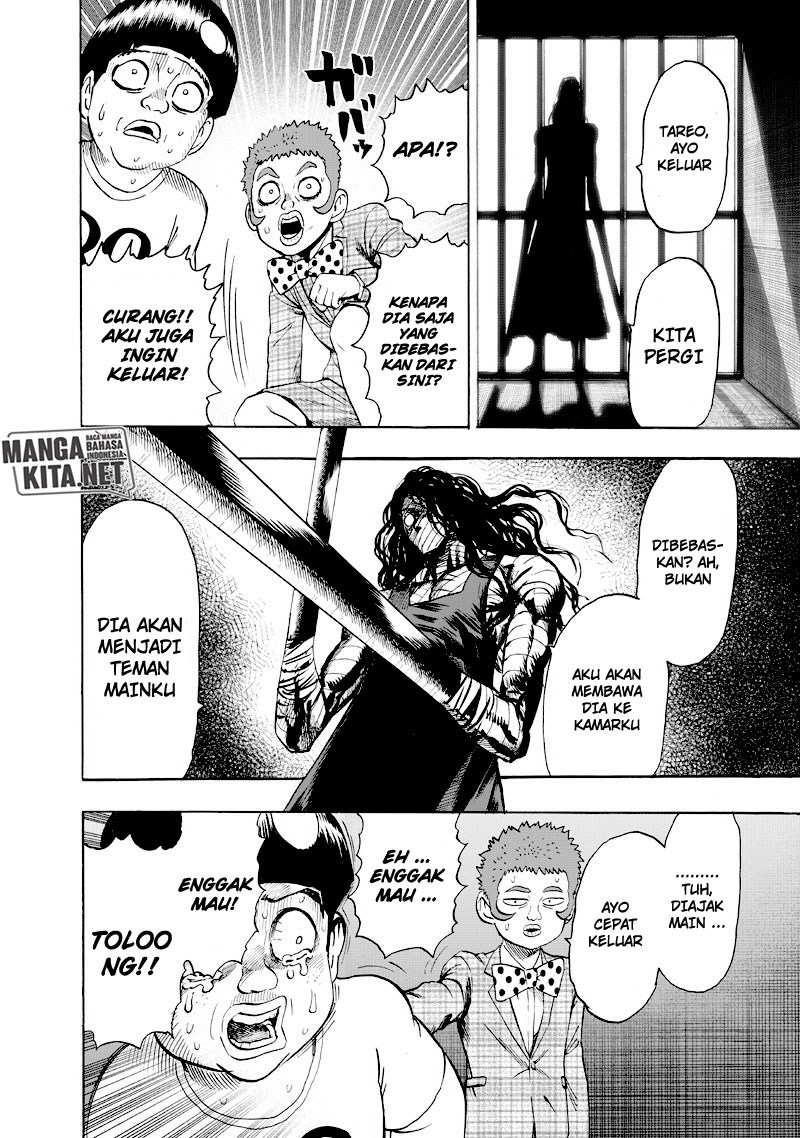 TAREO,
AYO
KELUAR
KITA
PERGI
ガバッ
APA!?
KENAPA
DIA SAJA
YANG
DIBEBAS-
KAN DARI
SINI?
CURANG!!
AKU JUGA
INGIN
KELUAR!
MANGA
KITA.NET
BACA MANGA
BAHASA
INDONESIA
DIBEBAS-
KAN? AH,
BUKAN
AKU AKAN
MEMBAWA
DIA KE
KAMARKU
DIA AKAN
MENJADI
TEMAN
MAINKU
.........
TUH,
DIAJAK
MAIN ...
AYO
CEPAT
KELUAR
EH ...
ENGGAK
MAU ...
ENGGAK
MAU!
TOLOO
NG!!